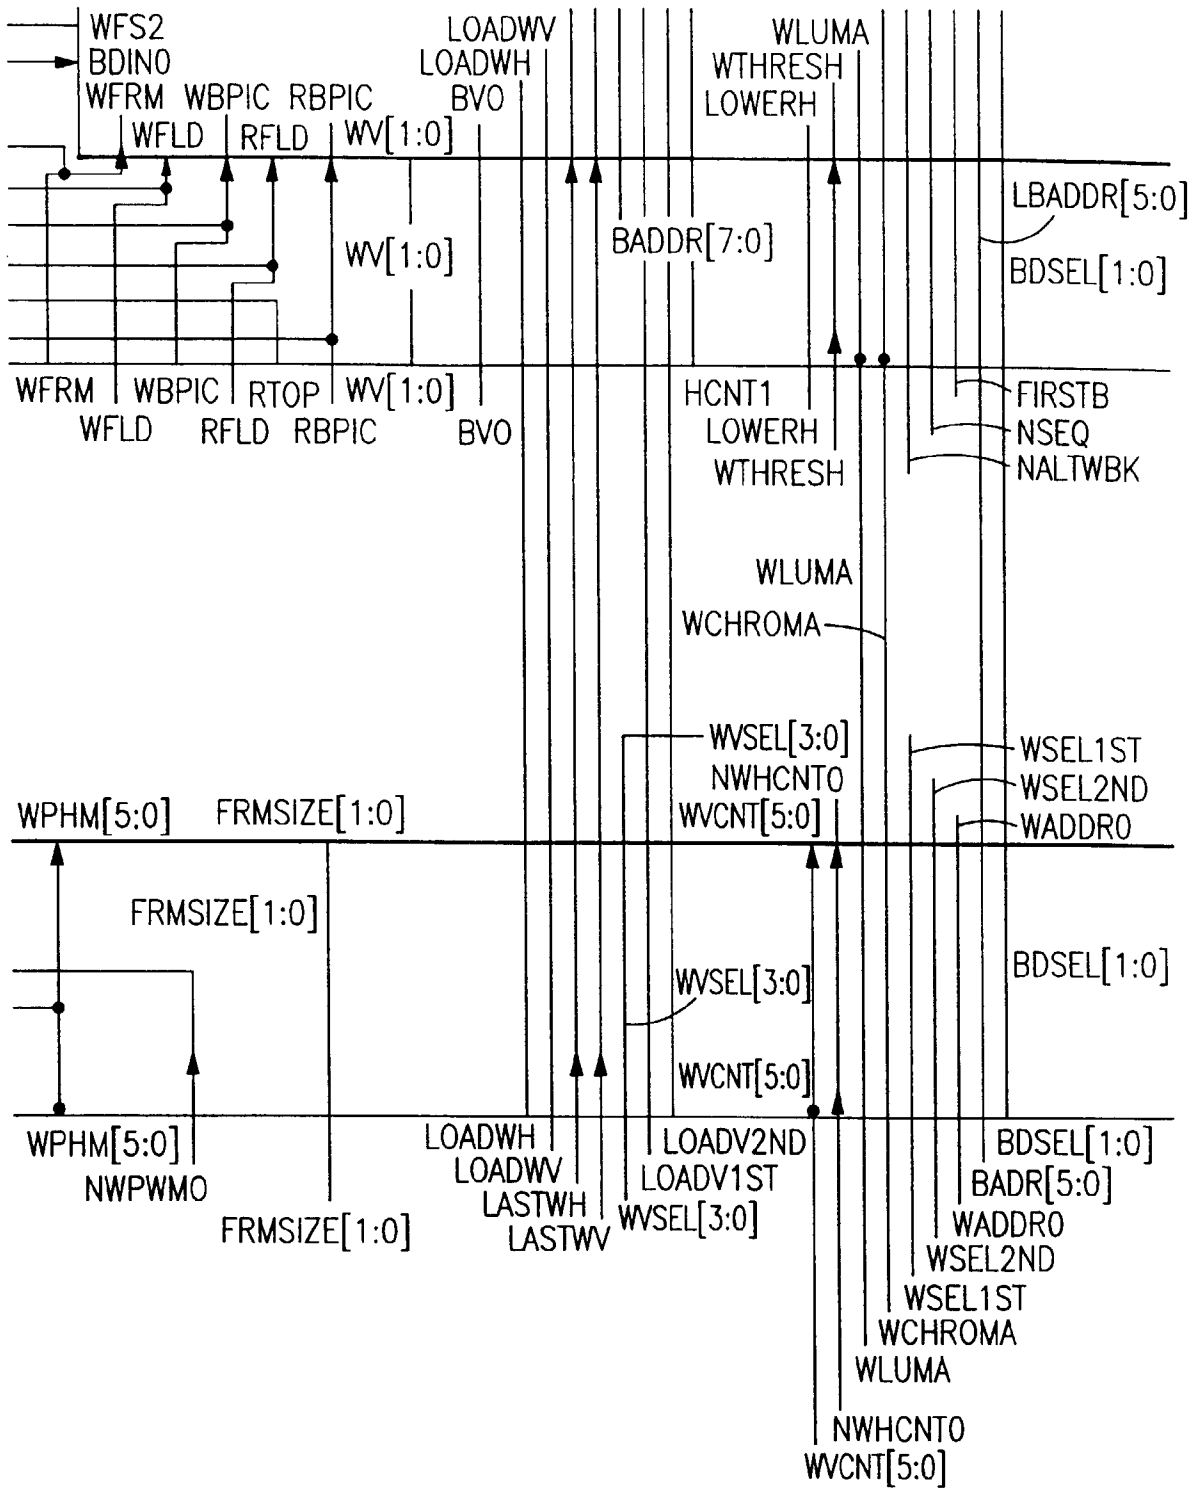 WFS2
LOADWV
WLUMA
BDIN0
LOADWH
WTHRESH
WFRM WBPIC RBPIC
BVO
LOWERH
WFLD RFLD WV[1:0]
LBADDR[5:0]
BADDR[7:0]
WV[1:0]
BDSEL[1:0]
WFRM WBPIC RTOP WV[1:0]
HCNT1
FIRSTB
WFLD RFLD RBPIC
BVO
LOWERH
NSEQ
WTHRESH
NALTWBK
WLUMA
WCHROMA
WVSEL[3:0]
WSEL1ST
NWHCNT0
WSEL2ND
WPHM[5:0] FRMSIZE[1:0]
WVCNT[5:0]
WADDR0
FRMSIZE[1:0]
BDSEL[1:0]
WVSEL[3:0]
WVCNT[5:0]
WPHM[5:0]
LOADWH
LOADV2ND
BDSEL[1:0]
NWPWM0
LOADWV
LOADV1ST
BADR[5:0]
LASTWH
WVSEL[3:0]
FRMSIZE[1:0]
LASTWV
WADDR0
WSEL2ND
WSEL1ST
WCHROMA
WLUMA
NWHCNT0
WVCNT[5:0]